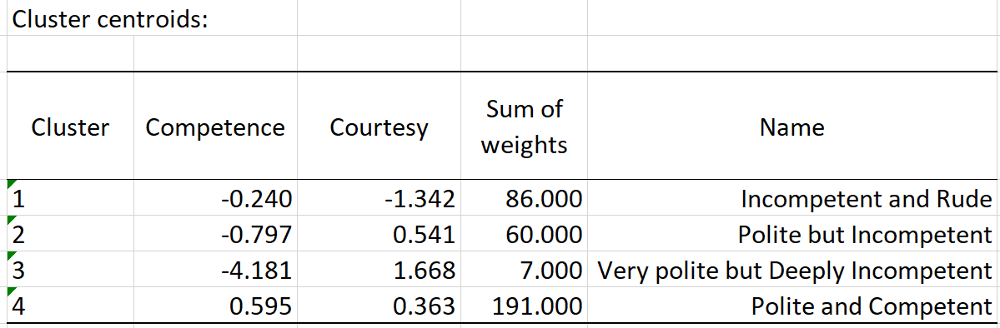 Cluster centroids:
Cluster Competence Courtesy Sum of weights Name
1 -0.240 -1.342 86.000 Incompetent and Rude
2 -0.797 0.541 60.000 Polite but Incompetent
3 -4.181 1.668 7.000 Very polite but Deeply Incompetent
4 0.595 0.363 191.000 Polite and Competent